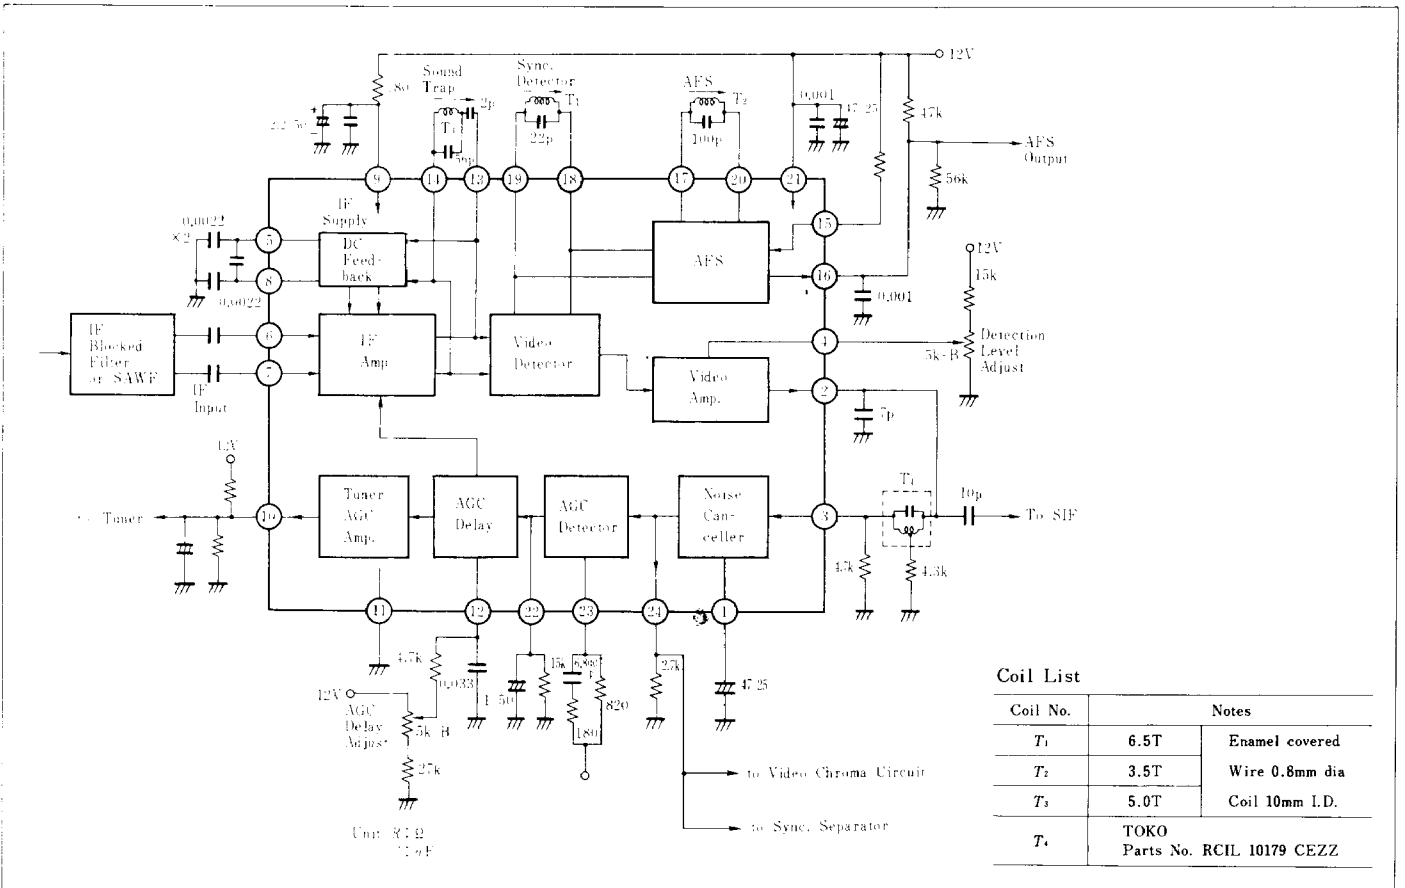 12V
Sound
Trap
2p
Sync.
Detector
T₁
22p
AFS
T₂
100p
0.001
47-25
47k
AFS
Output
56k
9
14
13
19
18
17
20
21
IF
Supply
0.0022
×2
5
8
0.0022
DC
Feed-
back
AFS
15
16
0.001
12V
15k
5k-B
Detection
Level
Adjust
IF
Blocked
Filter
or SAWF
6
7
IF
Input
IF
Amp
Video
Detector
Video
Amp.
4
2
7p
12V
Tuner
10
Tuner
AGC
Amp.
AGC
Delay
AGC
Detector
Noise
Can-
celler
3
10μ
To SIF
4.3k
11
12
22
23
24
1
4.7k
0.033
12V
AGC
Delay
Adjust
5k-B
27k
15k
180
820
2.7k
47-25
to Video Chroma Circuit
to Sync. Separator
Coil List
Coil No. Notes
T₁ 6.5T Enamel covered
T₂ 3.5T Wire 0.8mm dia
T₃ 5.0T Coil 10mm I.D.
T₄ TOKO
Parts No. RCIL 10179 CEZZ